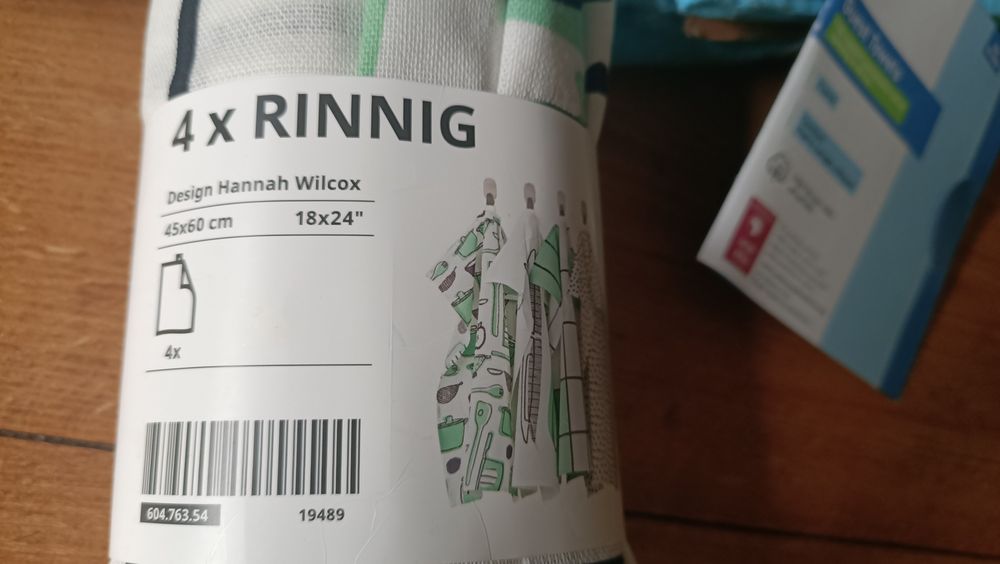 4 x RINNIG
Design Hannah Wilcox
45x60 cm 18x24"
4x
604.763.54 19489